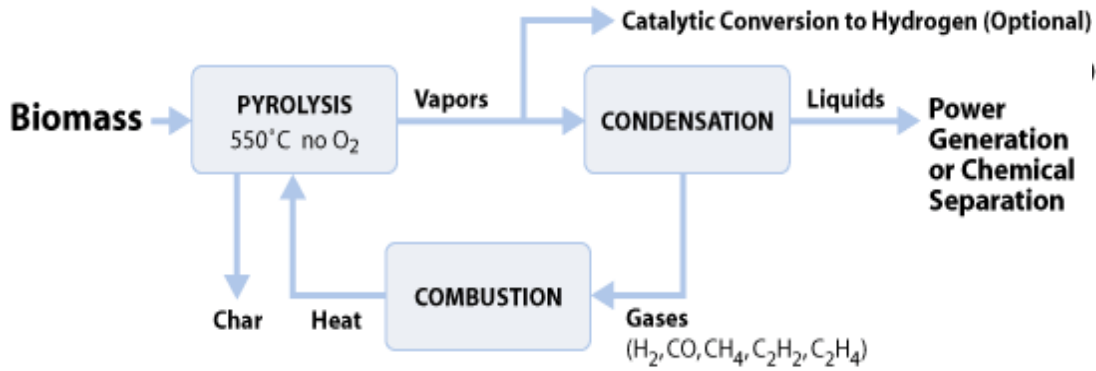 Catalytic Conversion to Hydrogen (Optional)
Biomass
PYROLYSIS
550°C no O₂
Vapors
CONDENSATION
Liquids
Power
Generation
or Chemical
Separation
Char
Heat
COMBUSTION
Gases
(H₂, CO, CH₄, C₂H₂, C₂H₄)